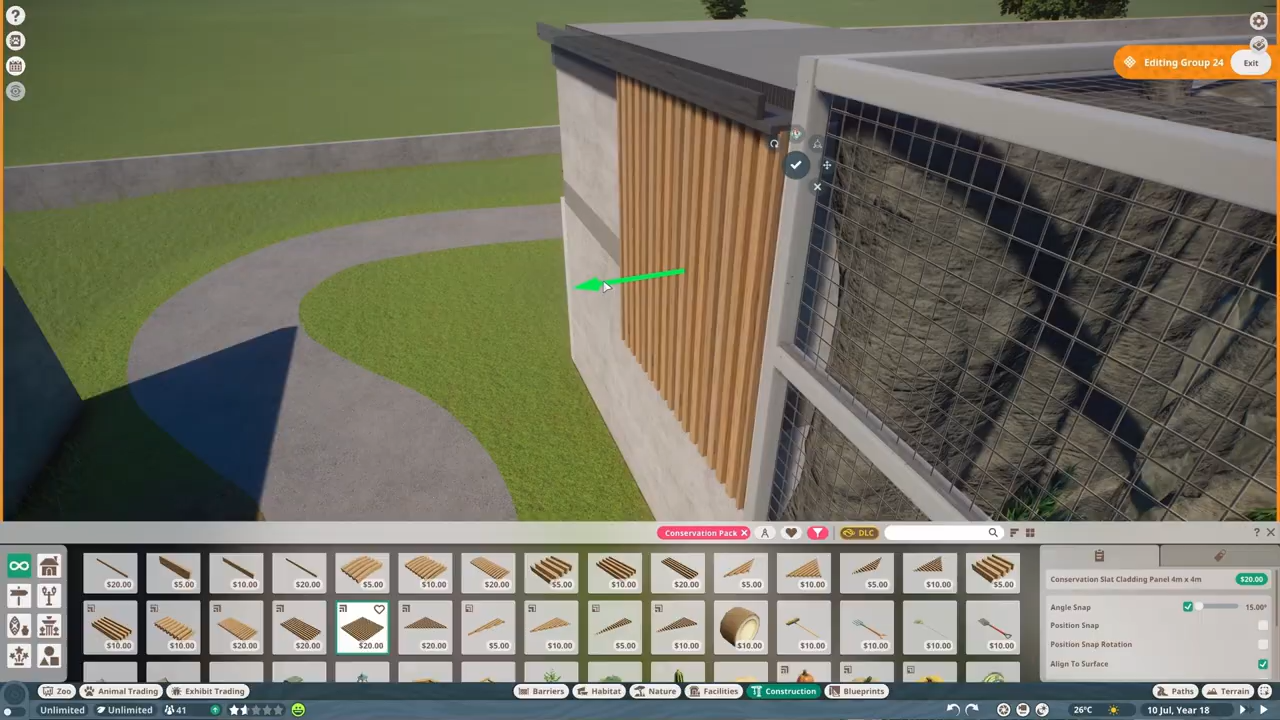 Editing Group 24
Exit
Conservation Pack
DLC
$20.00 $5.00 $10.00 $20.00 $5.00 $10.00 $20.00 $5.00 $10.00 $20.00 $5.00 $10.00 $5.00 $10.00 $5.00
$10.00 $10.00 $20.00 $20.00 $20.00 $20.00 $5.00 $10.00 $5.00 $10.00 $10.00 $10.00 $10.00 $10.00 $10.00
Conservation Slat Cladding Panel 4m x 4m $20.00
Angle Snap 15.00°
Position Snap
Position Snap Rotation
Align To Surface
Zoo Animal Trading Exhibit Trading Barriers Habitat Nature Facilities Construction Blueprints Paths Terrain
Unlimited Unlimited 41 26°C 10 Jul, Year 18